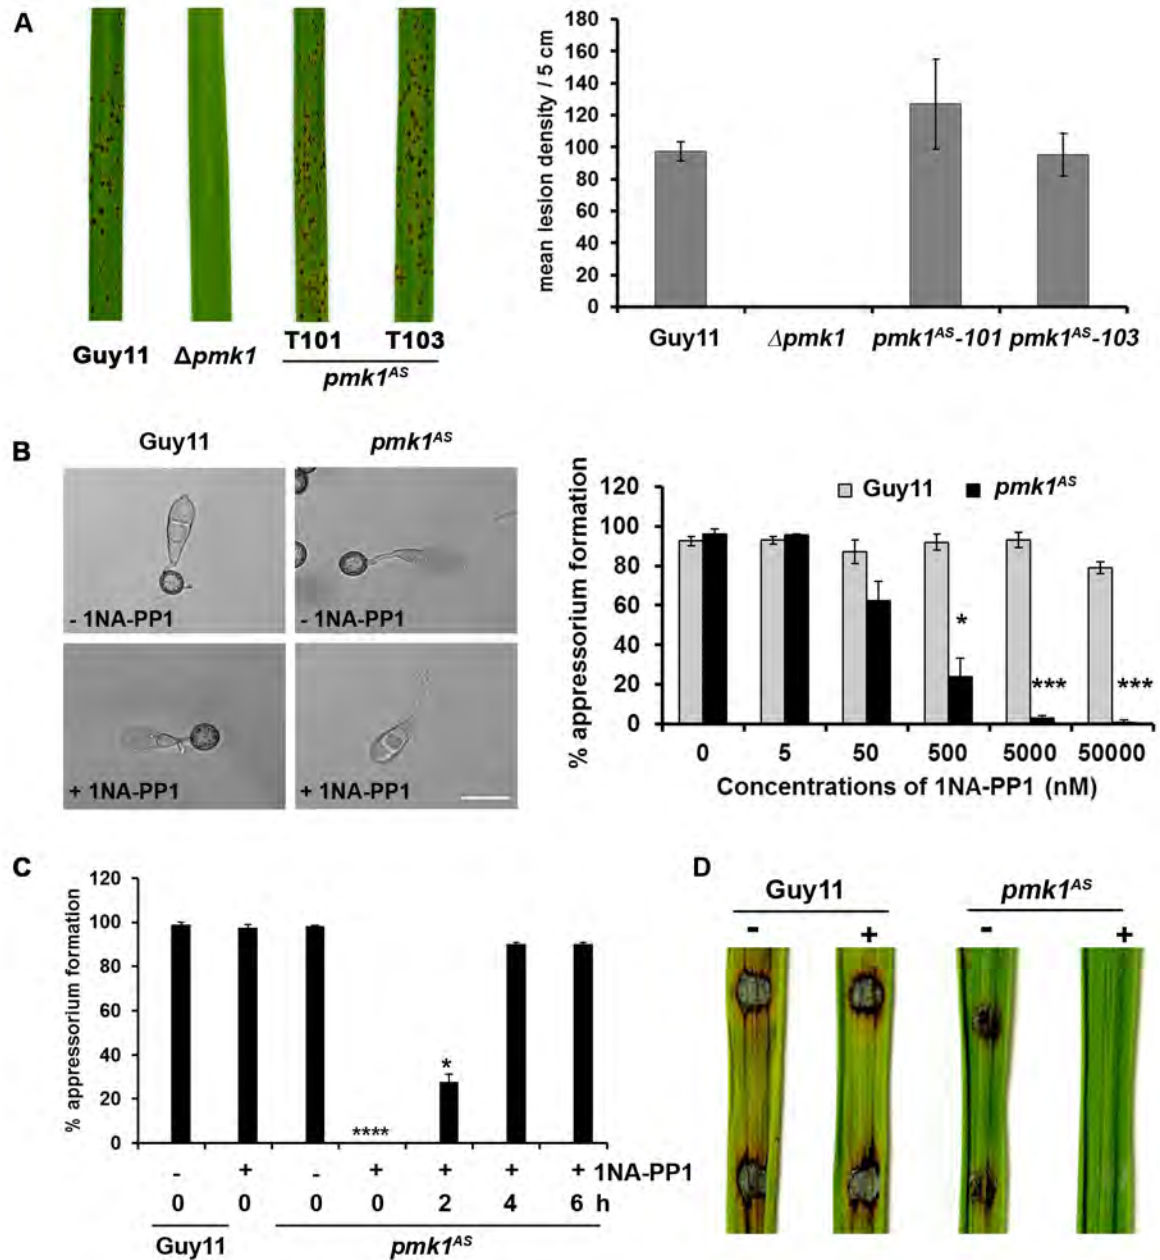 A
Guy11
Δpmk1
T101
T103
pmk1AS
mean lesion density / 5 cm
180
160
140
120
100
80
60
40
20
0
Guy11
Δpmk1
pmk1AS-101
pmk1AS-103
B
Guy11
pmk1AS
- 1NA-PP1
- 1NA-PP1
+ 1NA-PP1
+ 1NA-PP1
% appressorium formation
120
100
80
60
40
20
0
Guy11
pmk1AS
*
***
***
0 5 50 500 5000 50000
Concentrations of 1NA-PP1 (nM)
C
% appressorium formation
120
100
80
60
40
20
0
****
*
- + - + + + + 1NA-PP1
0 0 0 0 2 4 6 h
Guy11
pmk1AS
D
Guy11
pmk1AS
- + - +